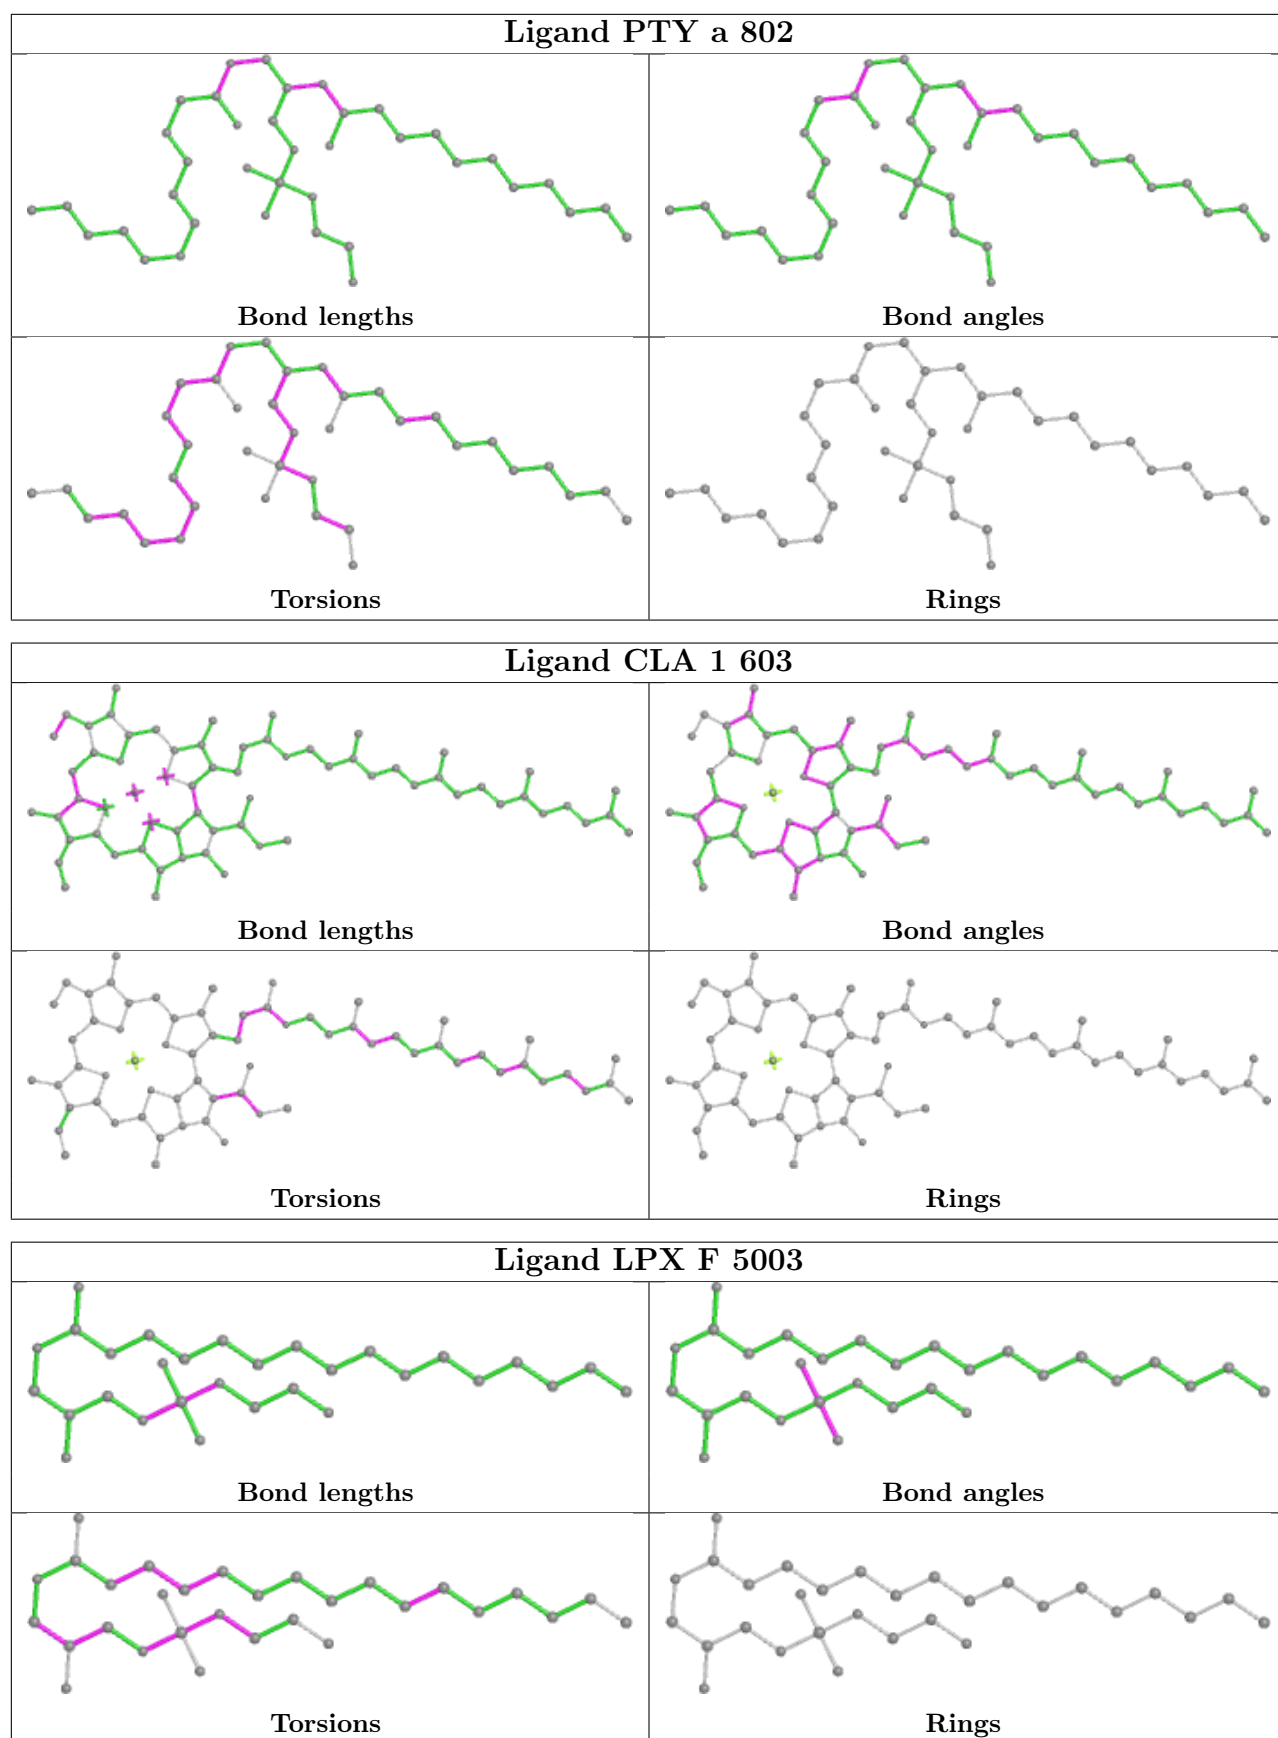 Ligand PTY a 802
Bond lengths
Bond angles
Torsions
Rings
Ligand CLA 1 603
Bond lengths
Bond angles
Torsions
Rings
Ligand LPX F 5003
Bond lengths
Bond angles
Torsions
Rings